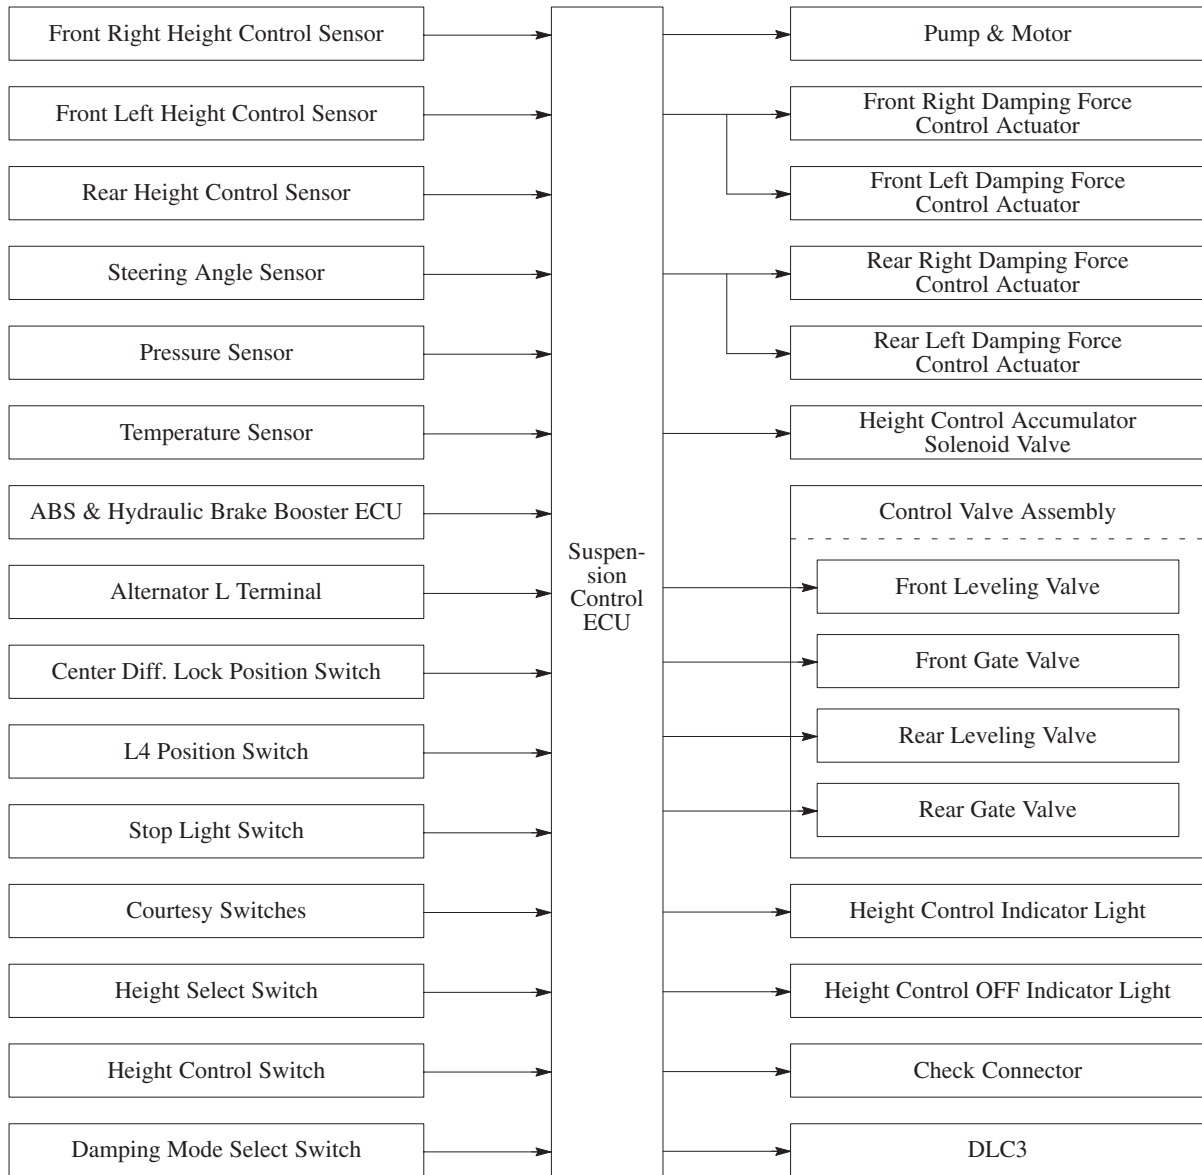 Front Right Height Control Sensor
Front Left Height Control Sensor
Rear Height Control Sensor
Steering Angle Sensor
Pressure Sensor
Temperature Sensor
ABS & Hydraulic Brake Booster ECU
Alternator L Terminal
Center Diff. Lock Position Switch
L4 Position Switch
Stop Light Switch
Courtesy Switches
Height Select Switch
Height Control Switch
Damping Mode Select Switch
Suspen-
sion
Control
ECU
Pump & Motor
Front Right Damping Force
Control Actuator
Front Left Damping Force
Control Actuator
Rear Right Damping Force
Control Actuator
Rear Left Damping Force
Control Actuator
Height Control Accumulator
Solenoid Valve
Control Valve Assembly
Front Leveling Valve
Front Gate Valve
Rear Leveling Valve
Rear Gate Valve
Height Control Indicator Light
Height Control OFF Indicator Light
Check Connector
DLC3